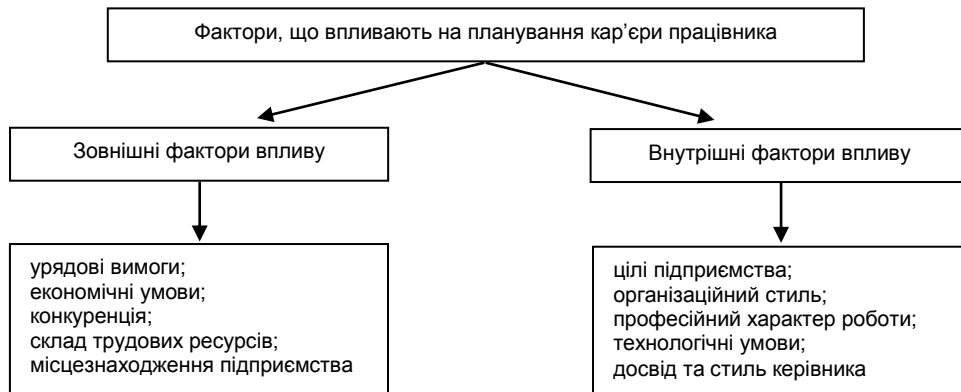 Фактори, що впливають на планування кар’єри працівника
Зовнішні фактори впливу
Внутрішні фактори впливу
урядові вимоги;
економічні умови;
конкуренція;
склад трудових ресурсів;
місцезнаходження підприємства
цілі підприємства;
організаційний стиль;
професійний характер роботи;
технологічні умови;
досвід та стиль керівника